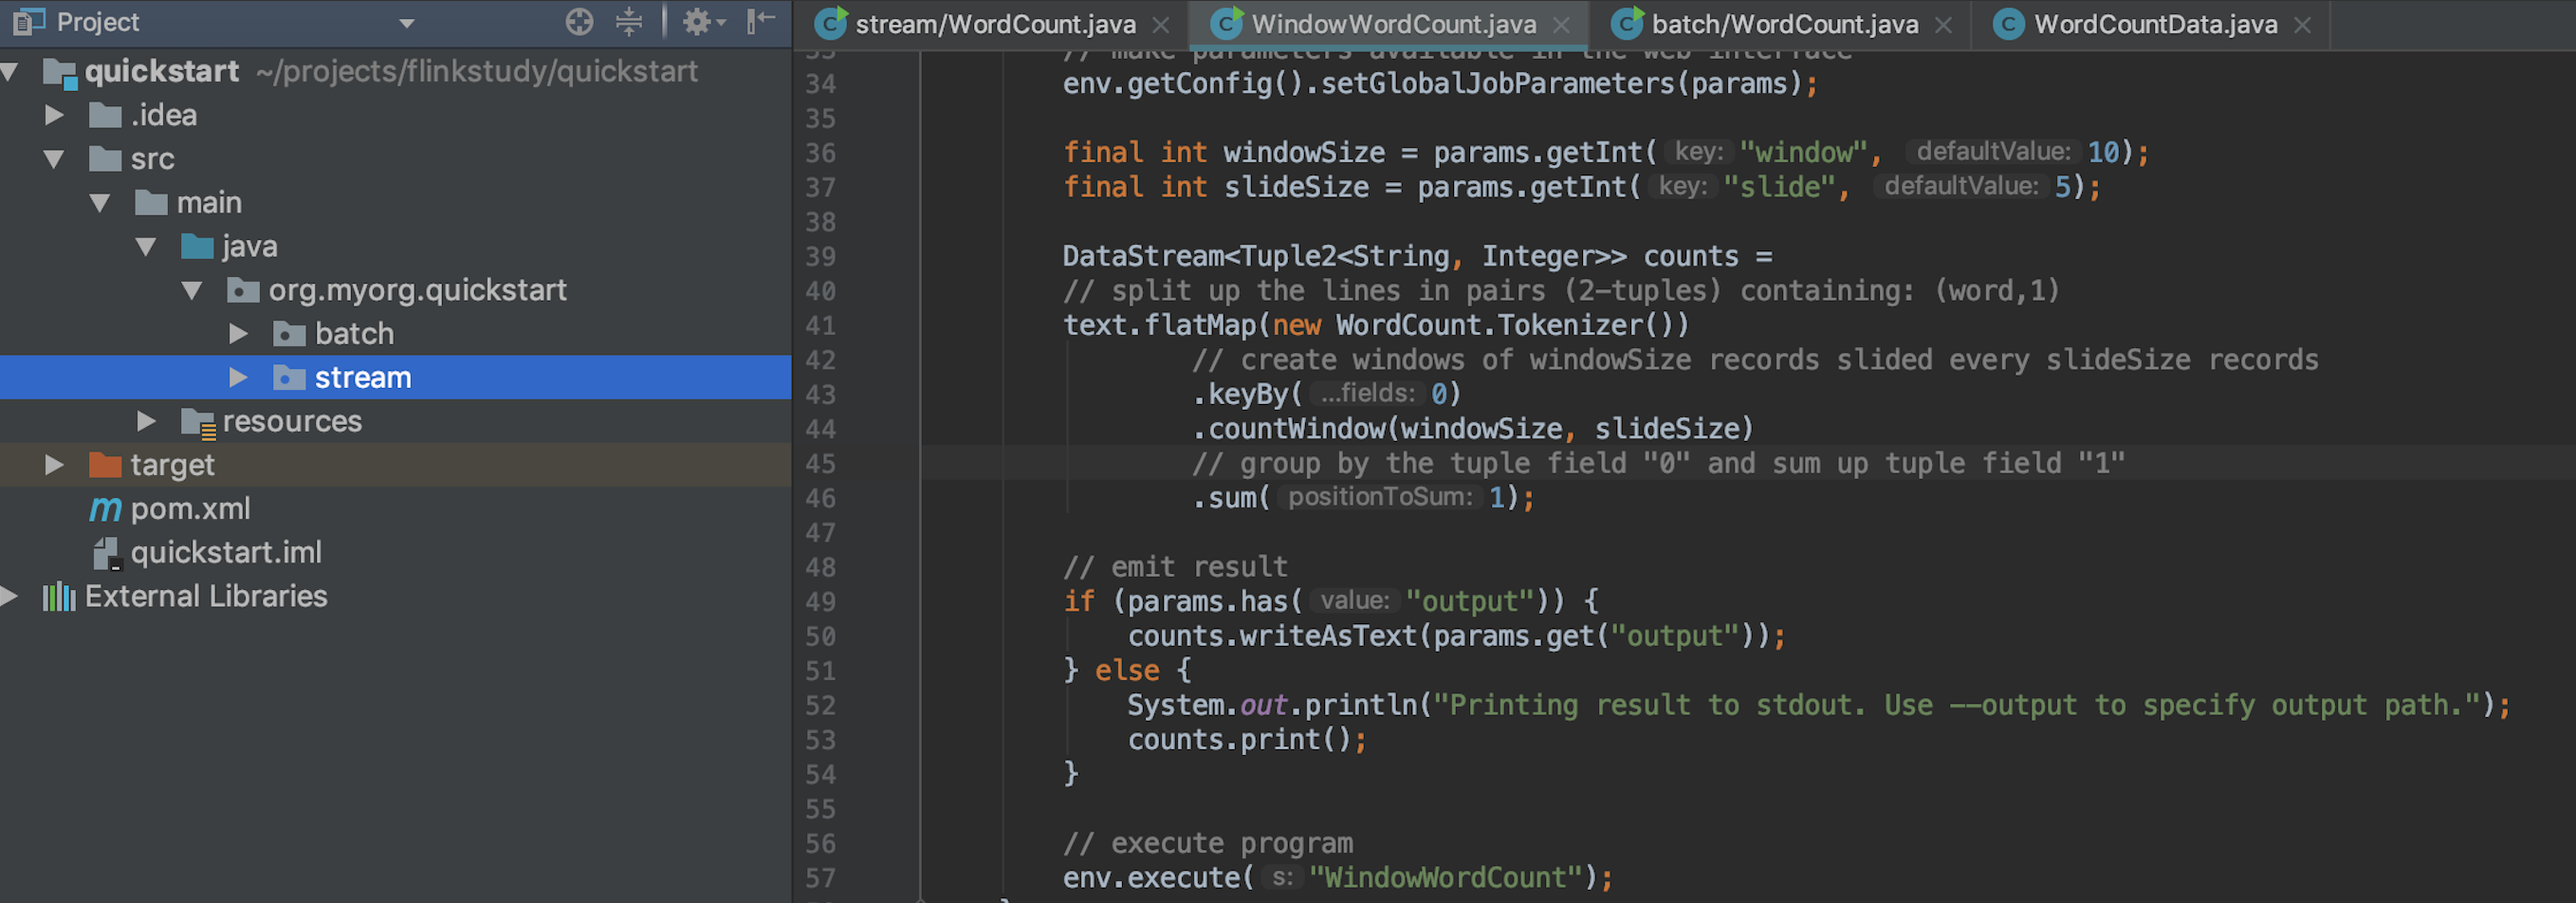 Project
quickstart ~/projects/flinkstudy/quickstart
.idea
src
main
java
org.myorg.quickstart
batch
stream
resources
target
pom.xml
quickstart.iml
External Libraries
stream/WordCount.java WindowWordCount.java batch/WordCount.java WordCountData.java
33 // make parameters available in the web interface
34 env.getConfig().setGlobalJobParameters(params);
35
36 final int windowSize = params.getInt( key: "window", defaultValue: 10);
37 final int slideSize = params.getInt( key: "slide", defaultValue: 5);
38
39 DataStream<Tuple2<String, Integer>> counts =
40 // split up the lines in pairs (2-tuples) containing: (word,1)
41 text.flatMap(new WordCount.Tokenizer())
42 // create windows of windowSize records slided every slideSize records
43 .keyBy( ...fields: 0)
44 .countWindow(windowSize, slideSize)
45 // group by the tuple field "0" and sum up tuple field "1"
46 .sum( positionToSum: 1);
47
48 // emit result
49 if (params.has( value: "output")) {
50 counts.writeAsText(params.get("output"));
51 } else {
52 System.out.println("Printing result to stdout. Use --output to specify output path.");
53 counts.print();
54 }
55
56 // execute program
57 env.execute( s: "WindowWordCount");